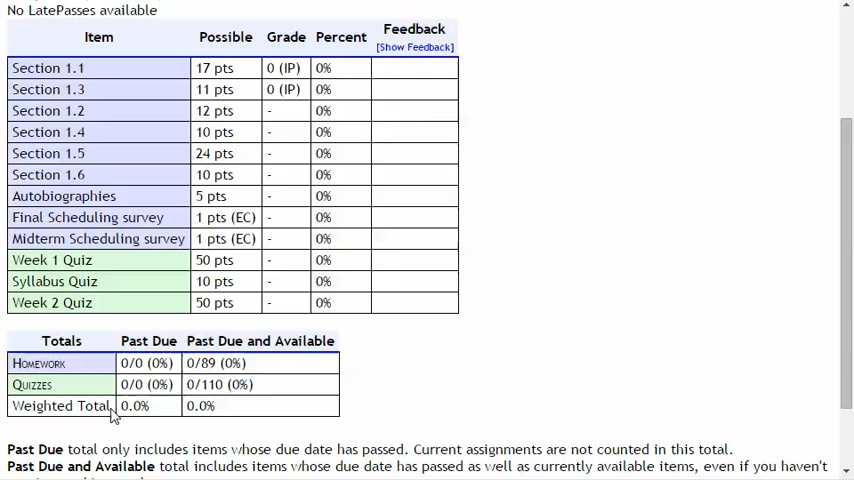 No LatePasses available
Item Possible Grade Percent Feedback
[Show Feedback]
Section 1.1 17 pts 0 (IP) 0%
Section 1.3 11 pts 0 (IP) 0%
Section 1.2 12 pts - 0%
Section 1.4 10 pts - 0%
Section 1.5 24 pts - 0%
Section 1.6 10 pts - 0%
Autobiographies 5 pts - 0%
Final Scheduling survey 1 pts (EC) - 0%
Midterm Scheduling survey 1 pts (EC) - 0%
Week 1 Quiz 50 pts - 0%
Syllabus Quiz 10 pts - 0%
Week 2 Quiz 50 pts - 0%
Totals Past Due Past Due and Available
Homework 0/0 (0%) 0/89 (0%)
Quizzes 0/0 (0%) 0/110 (0%)
Weighted Total 0.0% 0.0%
Past Due total only includes items whose due date has passed. Current assignments are not counted in this total.
Past Due and Available total includes items whose due date has passed as well as currently available items, even if you haven't